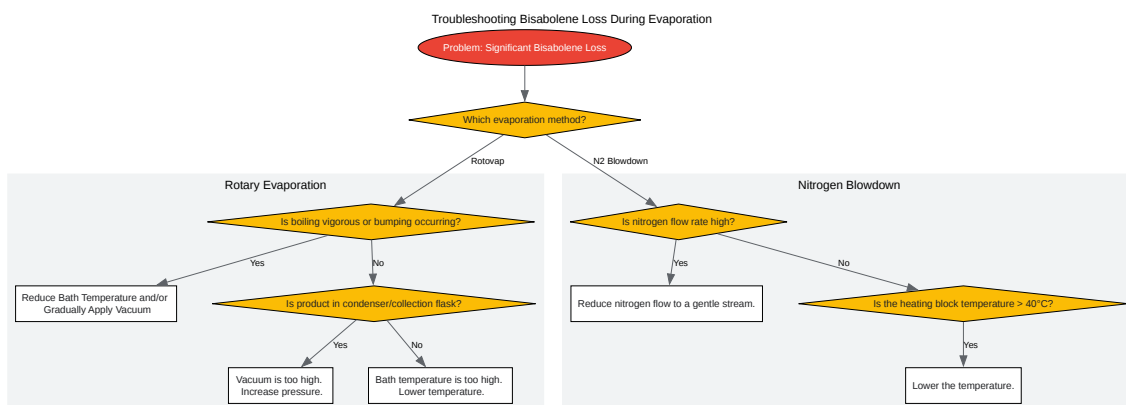 Troubleshooting Bisabolene Loss During Evaporation
Problem: Significant Bisabolene Loss
Which evaporation method?
Rotovap
N2 Blowdown
Rotary Evaporation
Is boiling vigorous or bumping occurring?
Yes
No
Reduce Bath Temperature and/or
Gradually Apply Vacuum
Is product in condenser/collection flask?
Yes
No
Vacuum is too high.
Increase pressure.
Bath temperature is too high.
Lower temperature.
Nitrogen Blowdown
Is nitrogen flow rate high?
Yes
No
Reduce nitrogen flow to a gentle stream.
Is the heating block temperature > 40°C?
Yes
Lower the temperature.